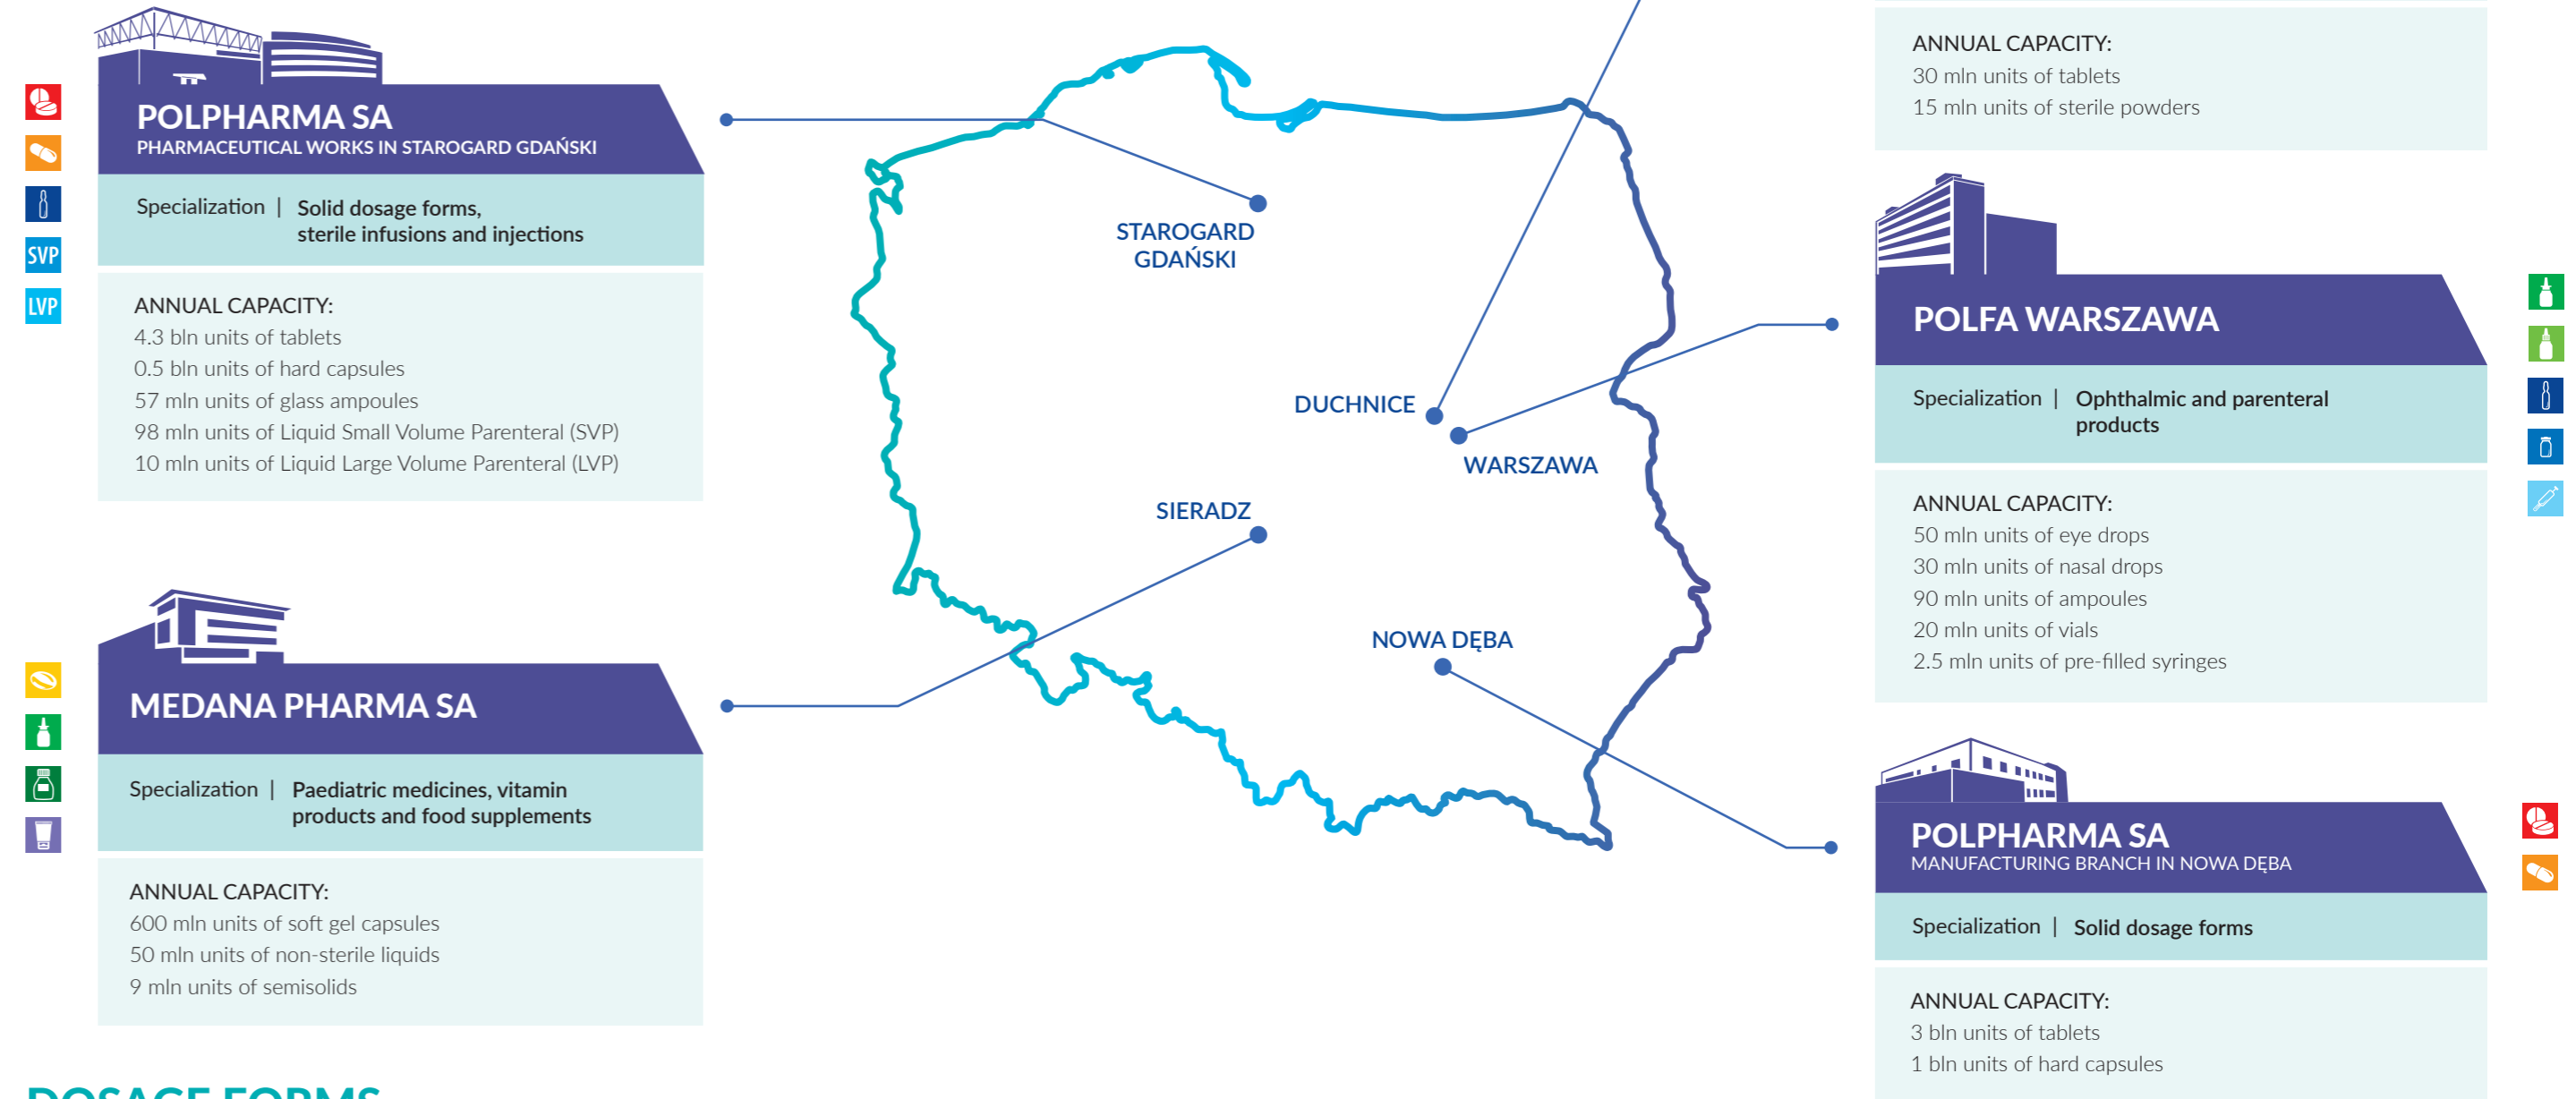 POLPHARMA SA
PHARMACEUTICAL WORKS IN STAROGARD GDAŃSKI
Specialization | Solid dosage forms,
sterile infusions and injections
SVP
LVP
ANNUAL CAPACITY:
4.3 bln units of tablets
0.5 bln units of hard capsules
57 mln units of glass ampoules
98 mln units of Liquid Small Volume Parenteral (SVP)
10 mln units of Liquid Large Volume Parenteral (LVP)
MEDANA PHARMA SA
Specialization | Paediatric medicines, vitamin
products and food supplements
ANNUAL CAPACITY:
600 mln units of soft gel capsules
50 mln units of non-sterile liquids
9 mln units of semisolids
DOSAGE FORMS
STAROGARD
GDAŃSKI
DUCHNICE
WARSZAWA
SIERADZ
NOWA DĘBA
ANNUAL CAPACITY:
30 mln units of tablets
15 mln units of sterile powders
POLFA WARSZAWA
Specialization | Ophthalmic and parenteral
products
ANNUAL CAPACITY:
50 mln units of eye drops
30 mln units of nasal drops
90 mln units of ampoules
20 mln units of vials
2.5 mln units of pre-filled syringes
POLPHARMA SA
MANUFACTURING BRANCH IN NOWA DĘBA
Specialization | Solid dosage forms
ANNUAL CAPACITY:
3 bln units of tablets
1 bln units of hard capsules